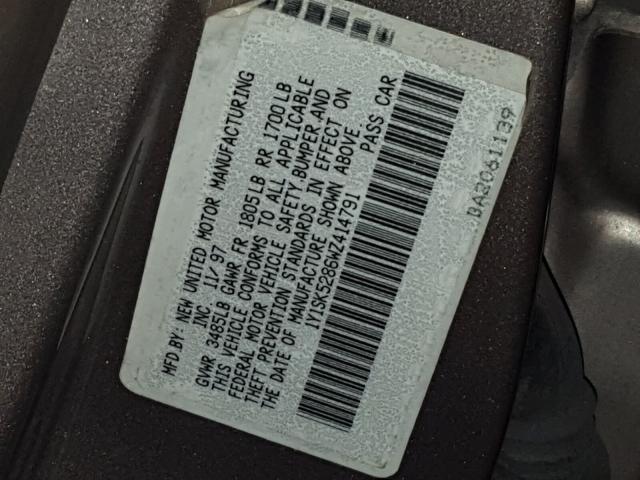 MFD BY: NEW UNITED MOTOR MANUFACTURING
INC 11/97
GVWR 3485LB GAWR FR 1805LB RR 1700LB
THIS VEHICLE CONFORMS TO ALL APPLICABLE
FEDERAL MOTOR VEHICLE SAFETY,BUMPER,AND
THEFT PREVENTION STANDARDS IN EFFECT ON
THE DATE OF MANUFACTURE SHOWN ABOVE.
1Y1SK5286WZ414791 PASS CAR
BA2061139